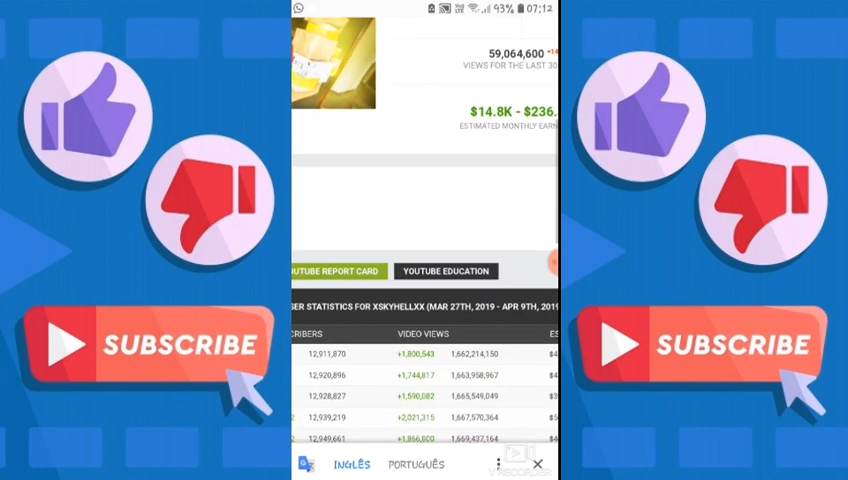 93% 07:12
59,064,600
VIEWS FOR THE LAST 30
$14.8K - $236.
ESTIMATED MONTHLY EARN
UTUBE REPORT CARD YOUTUBE EDUCATION
SER STATISTICS FOR XSKYHELLXX (MAR 27TH, 2019 - APR 9TH, 2019
CRIBERS VIDEO VIEWS ES
12,911,870 +1,800,543 1,662,214,150
12,920,896 +1,744,817 1,663,958,967
12,928,827 +1,590,082 1,665,549,049
12,939,219 +2,021,315 1,667,570,364
12,949,661 +1,866,800 1,669,437,164
SUBSCRIBE
SUBSCRIBE
INGLÊS PORTUGUÊS
V RECORDER